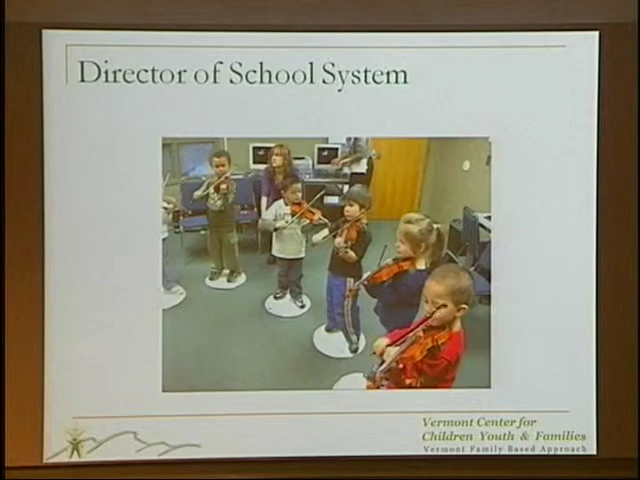 Director of School System
Vermont Center for
Children Youth & Families
Vermont Family Based Approach